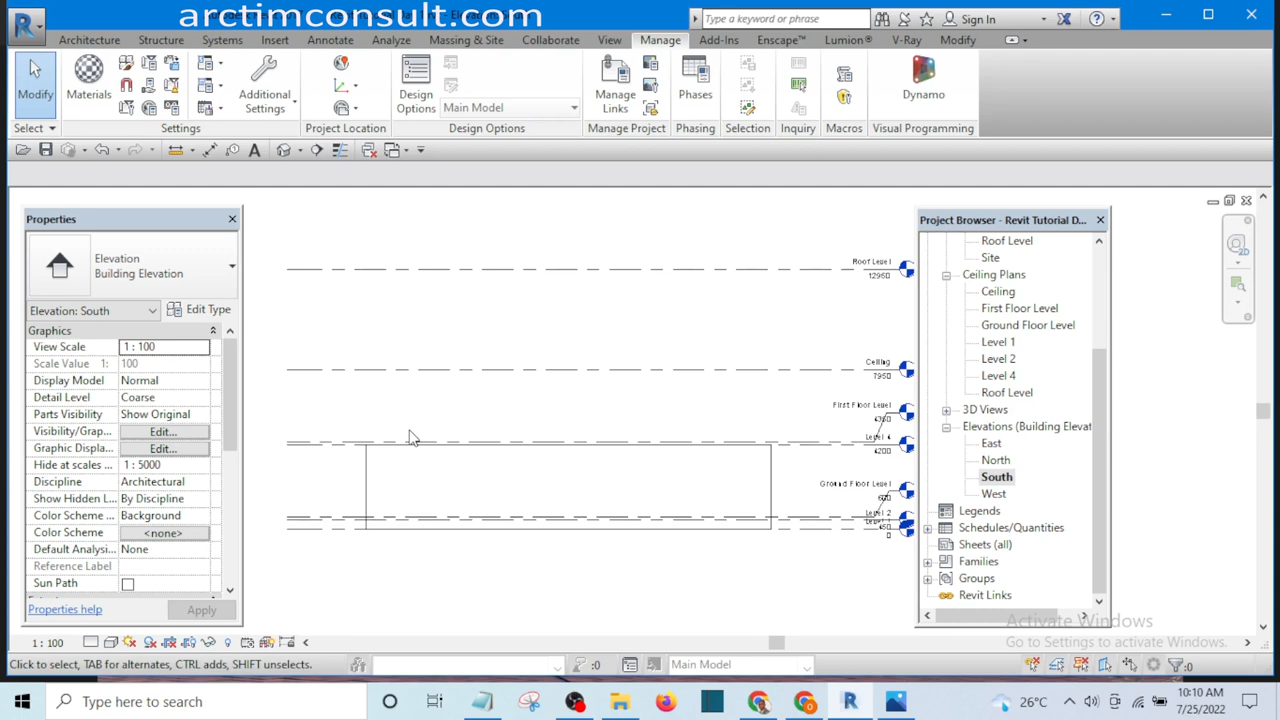 arctimconsult.com
Type a keyword or phrase
Sign In
Architecture Structure Systems Insert Annotate Analyze Massing & Site Collaborate View Manage Add-Ins Enscape™ Lumion® V-Ray Modify
Modify
Materials
Additional Settings
Design Options
Main Model
Manage Links
Phases
Dynamo
Select Settings Project Location Design Options Manage Project Phasing Selection Inquiry Macros Visual Programming
Properties
Elevation
Building Elevation
Elevation: South Edit Type
Graphics
View Scale 1 : 100
Scale Value 1: 100
Display Model Normal
Detail Level Coarse
Parts Visibility Show Original
Visibility/Grap... Edit...
Graphic Displa... Edit...
Hide at scales ... 1 : 5000
Discipline Architectural
Show Hidden L... By Discipline
Color Scheme ... Background
Color Scheme <none>
Default Analysi... None
Reference Label
Sun Path
Properties help Apply
Roof Level
12950
Ceiling
7950
First Floor Level
Level 4
4200
Ground Floor Level
600
Level 2
Level 1
450
0
Project Browser - Revit Tutorial D...
Roof Level
Site
Ceiling Plans
Ceiling
First Floor Level
Ground Floor Level
Level 1
Level 2
Level 4
Roof Level
3D Views
Elevations (Building Elevat
East
North
South
West
Legends
Schedules/Quantities
Sheets (all)
Families
Groups
Revit Links
2D
Activate Windows
Go to Settings to activate Windows.
1 : 100
Click to select, TAB for alternates, CTRL adds, SHIFT unselects.
:0
Main Model
:0
Type here to search
26°C
10:10 AM
7/25/2022